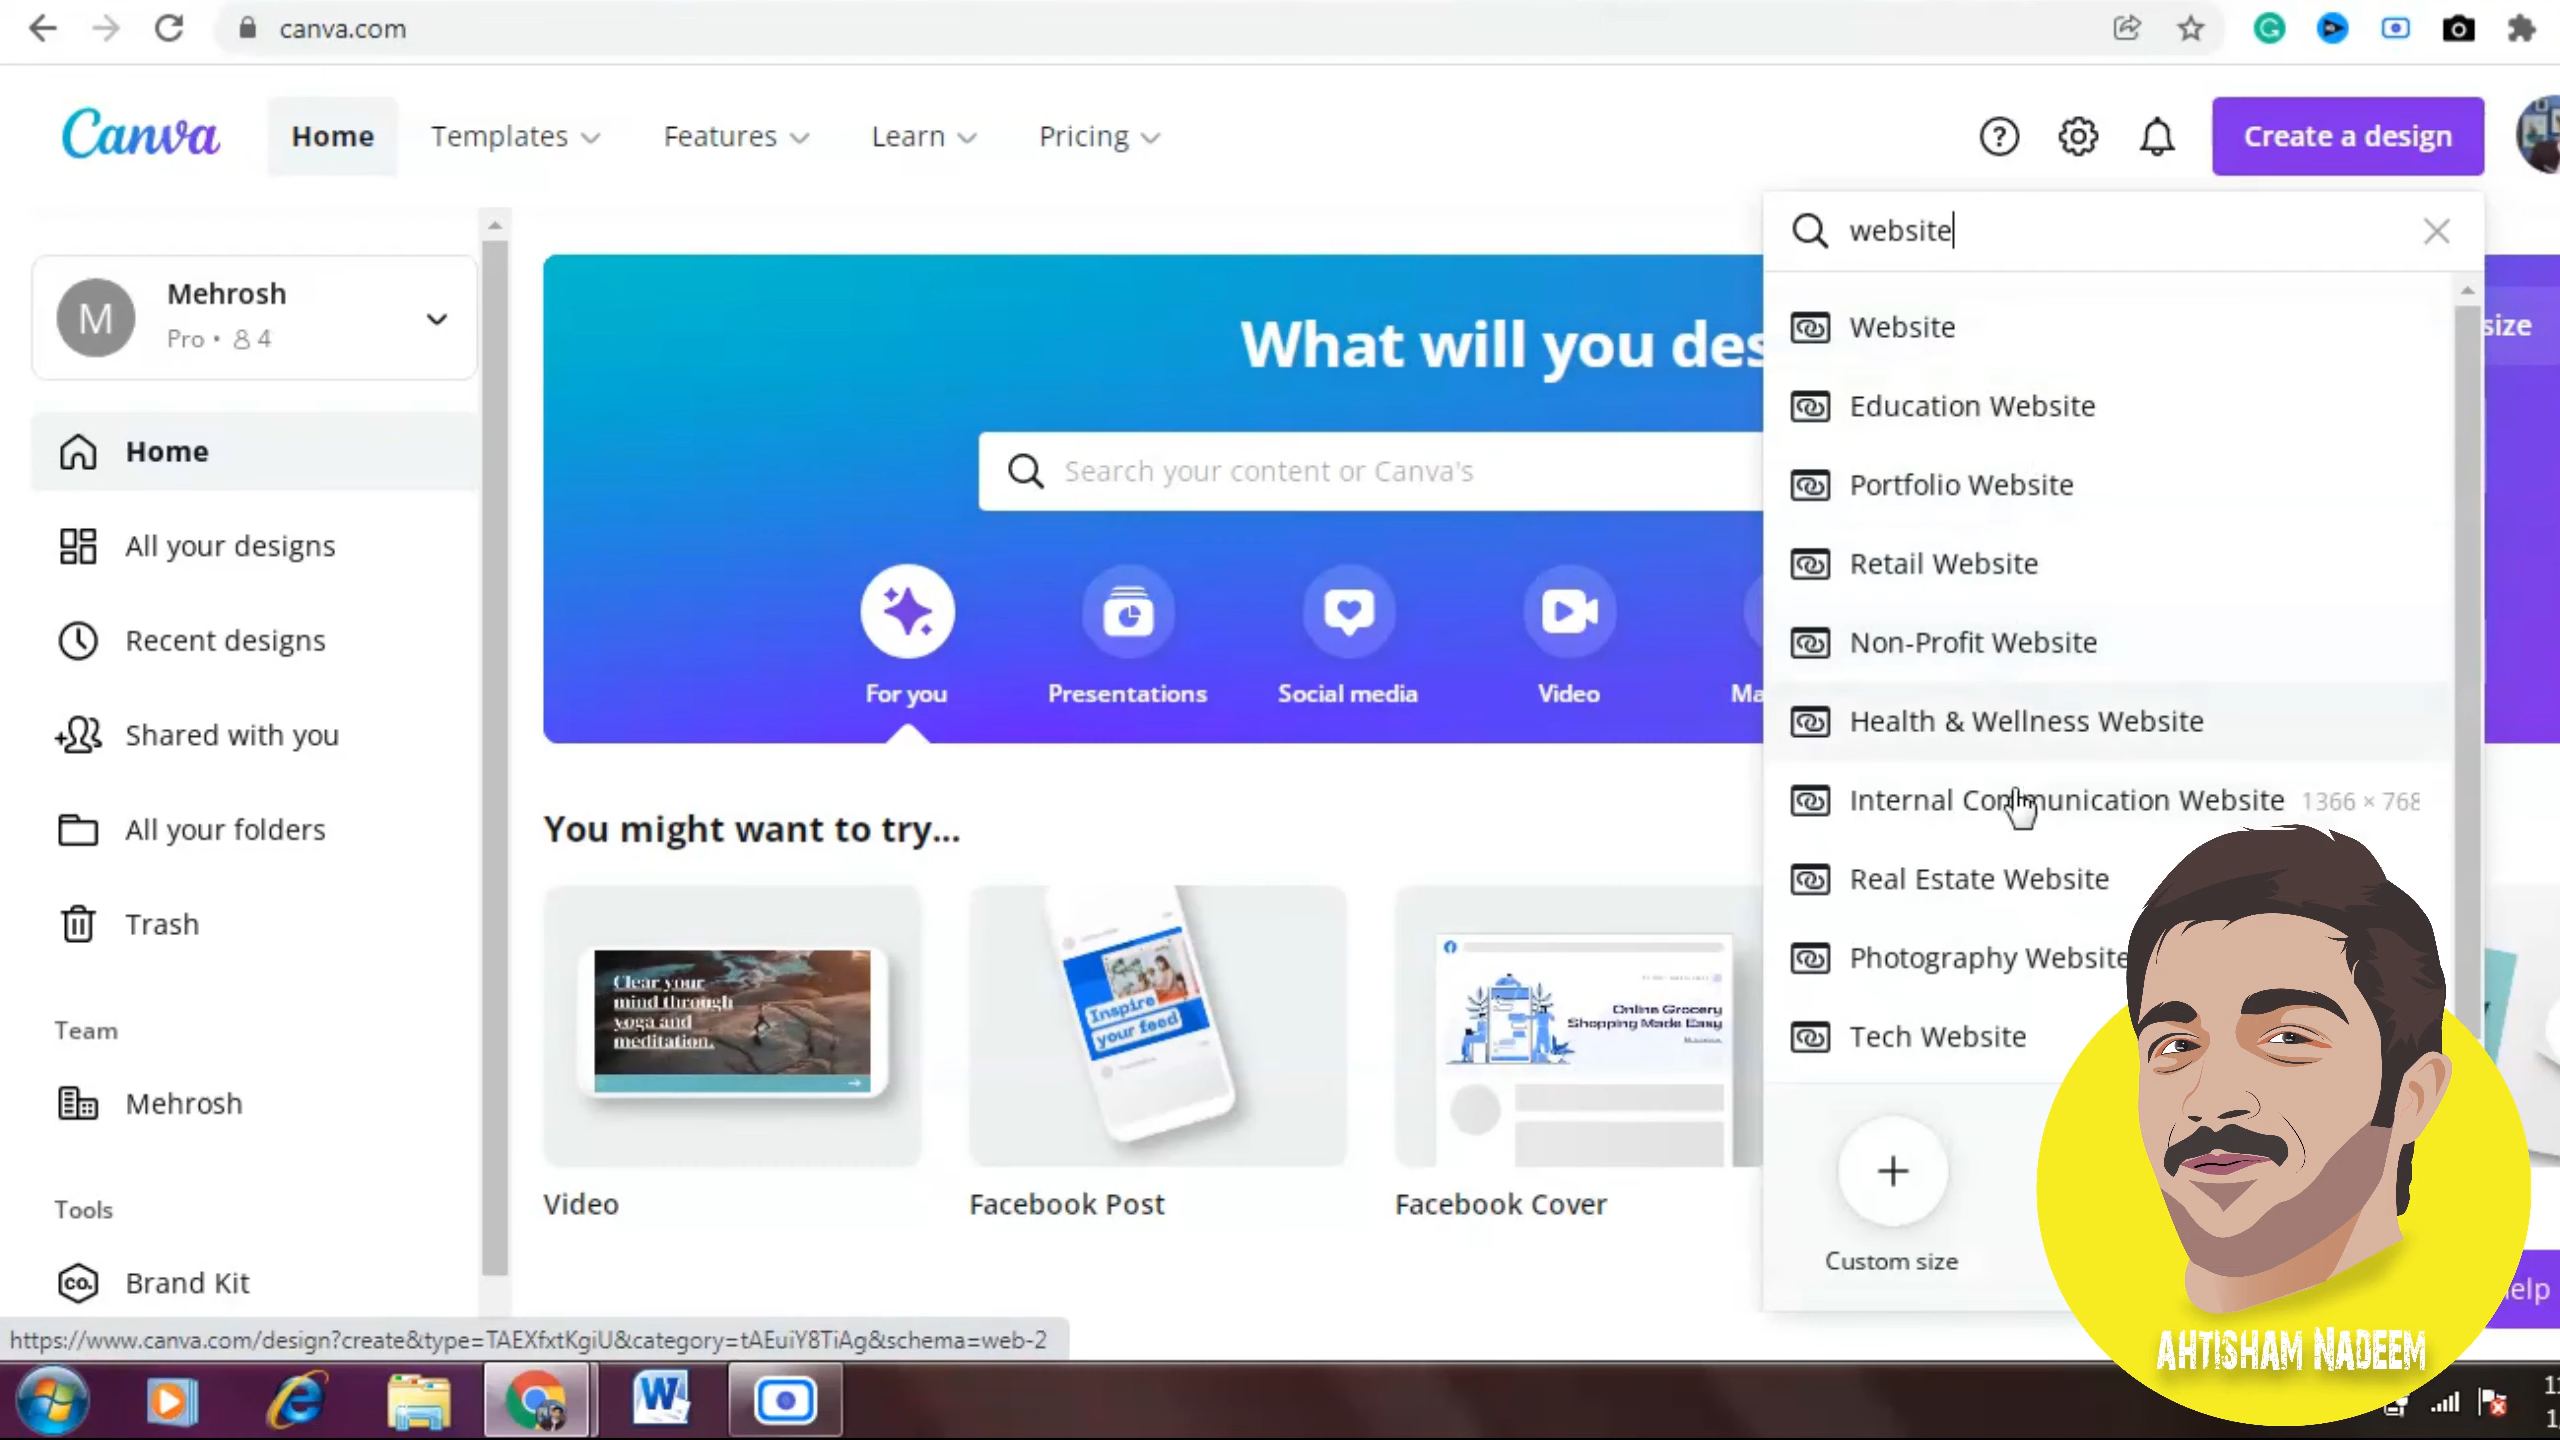 canva.com
Canva
Home
Templates
Features
Learn
Pricing
Create a design
website
M
Mehrosh
Pro • 4
Home
All your designs
Recent designs
Shared with you
All your folders
Trash
Team
Mehrosh
Tools
CO.
Brand Kit
What will you des
size
Search your content or Canva's
For you
Presentations
Social media
Video
Ma
You might want to try...
Clear your
mind through
yoga and
meditation.
Inspire
your feed
Online Grocery
Shopping Made Easy
Video
Facebook Post
Facebook Cover
Website
Education Website
Portfolio Website
Retail Website
Non-Profit Website
Health & Wellness Website
Internal Communication Website 1366 × 768
Real Estate Website
Photography Website
Tech Website
Custom size
elp
AHTISHAM NADEEM
https://www.canva.com/design?create&type=TAEXfxtKgiU&category=tAEuiY8TiAg&schema=web-2